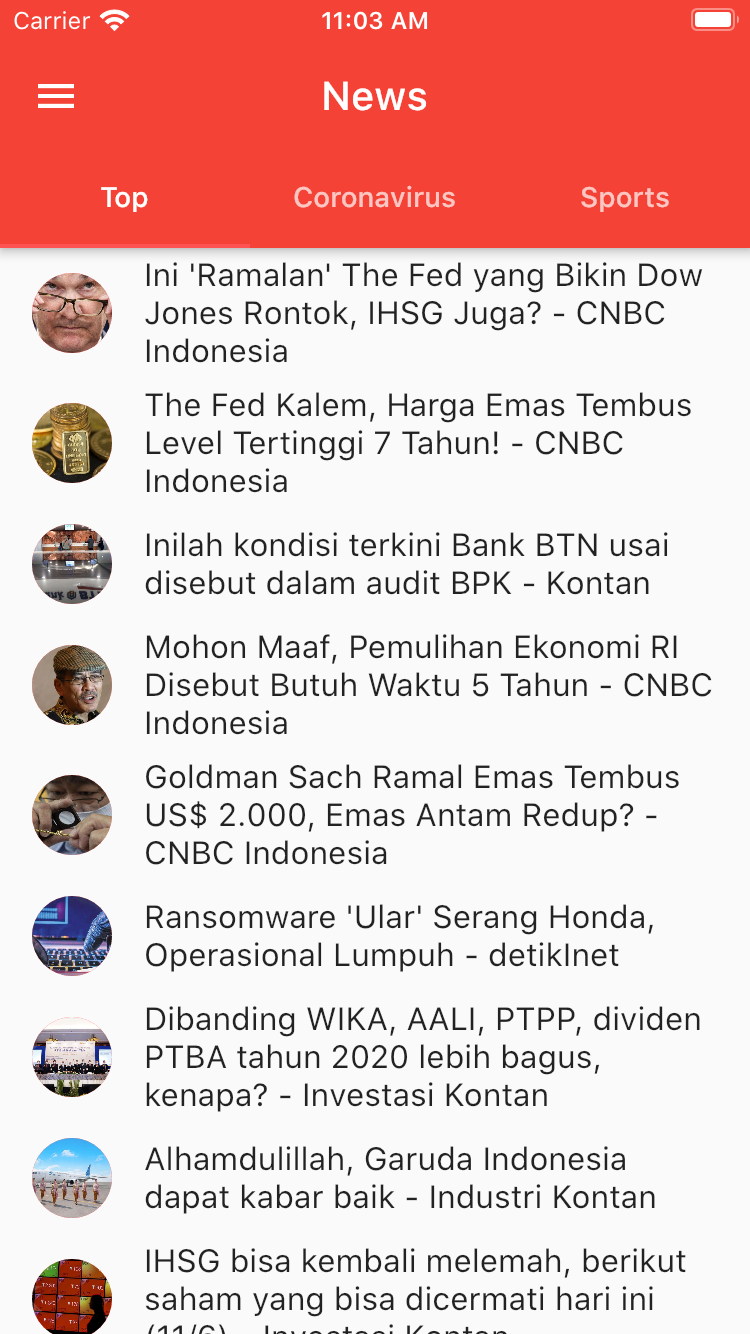 Carrier 11:03 AM
News
Top Coronavirus Sports
Ini 'Ramalan' The Fed yang Bikin Dow
Jones Rontok, IHSG Juga? - CNBC
Indonesia
The Fed Kalem, Harga Emas Tembus
Level Tertinggi 7 Tahun! - CNBC
Indonesia
Inilah kondisi terkini Bank BTN usai
disebut dalam audit BPK - Kontan
Mohon Maaf, Pemulihan Ekonomi RI
Disebut Butuh Waktu 5 Tahun - CNBC
Indonesia
Goldman Sach Ramal Emas Tembus
US$ 2.000, Emas Antam Redup? -
CNBC Indonesia
Ransomware 'Ular' Serang Honda,
Operasional Lumpuh - detikInet
Dibanding WIKA, AALI, PTPP, dividen
PTBA tahun 2020 lebih bagus,
kenapa? - Investasi Kontan
Alhamdulillah, Garuda Indonesia
dapat kabar baik - Industri Kontan
IHSG bisa kembali melemah, berikut
saham yang bisa dicermati hari ini
(11/6) - Investasi Kontan